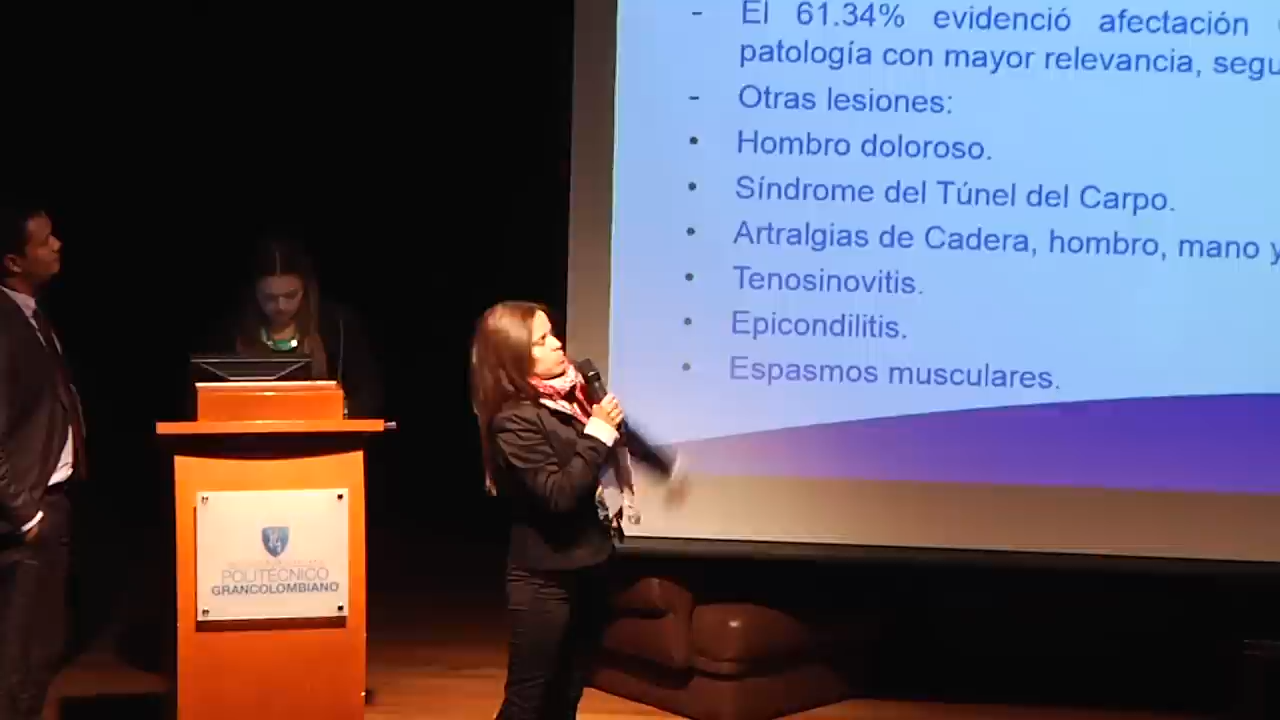 - El 61.34% evidenció afectación
patología con mayor relevancia, segu
- Otras lesiones:
• Hombro doloroso.
• Síndrome del Túnel del Carpo.
• Artralgias de Cadera, hombro, mano y
• Tenosinovitis.
• Epicondilitis.
• Espasmos musculares.
POLITÉCNICO
GRANCOLOMBIANO